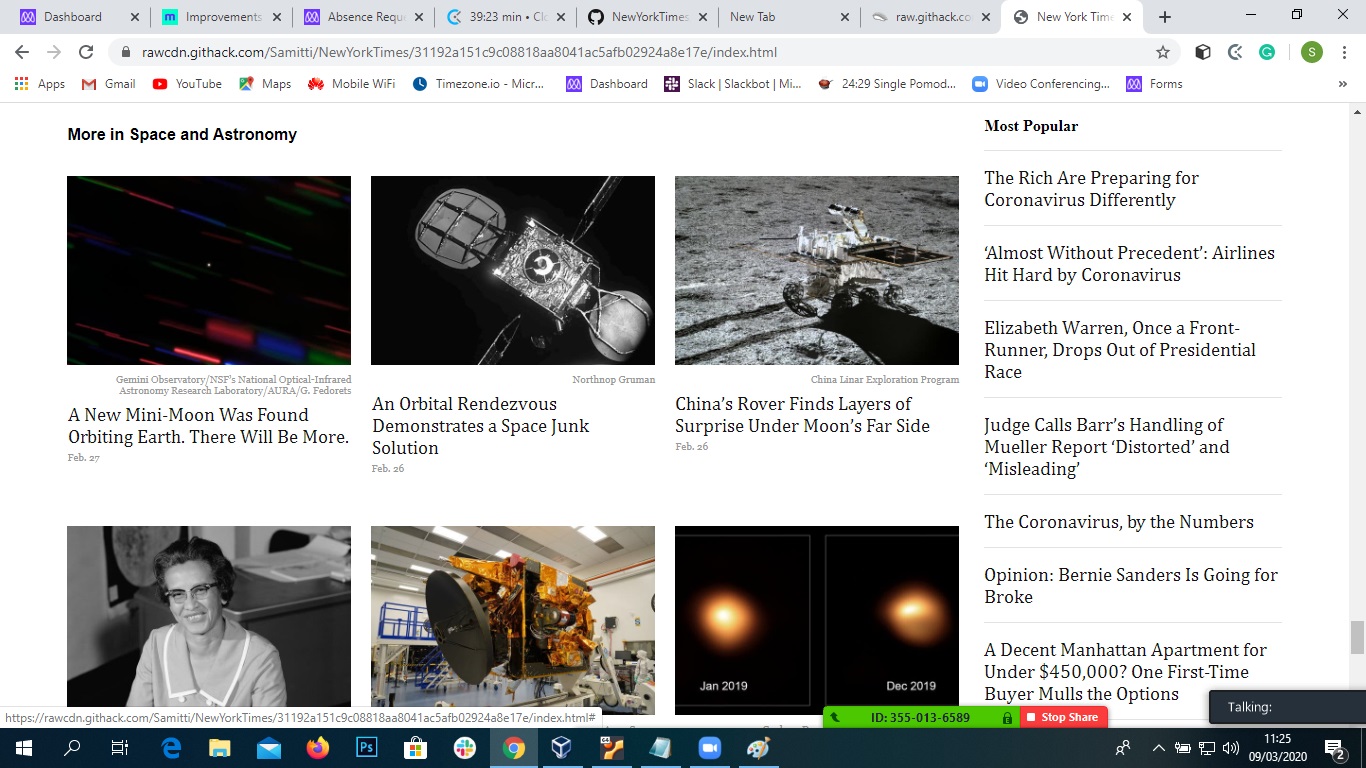 Dashboard
Improvements
Absence Requ
39:23 min • Clo
NewYorkTimes
New Tab
raw.githack.co
New York Time
rawcdn.githack.com/Samitti/NewYorkTimes/31192a151c9c08818aa8041ac5afb02924a8e17e/index.html
S
Apps
Gmail
YouTube
Maps
Mobile WiFi
Timezone.io - Micr...
Dashboard
Slack | Slackbot | Mi...
24:29 Single Pomod...
Video Conferencing...
Forms
»
More in Space and Astronomy
Gemini Observatory/NSF's National Optical-Infrared
Astronomy Research Laboratory/AURA/G. Fedorets
A New Mini-Moon Was Found
Orbiting Earth. There Will Be More.
Feb. 27
Northnop Gruman
An Orbital Rendezvous
Demonstrates a Space Junk
Solution
Feb. 26
China Linar Exploration Program
China’s Rover Finds Layers of
Surprise Under Moon’s Far Side
Feb. 26
Jan 2019
Dec 2019
Most Popular
The Rich Are Preparing for
Coronavirus Differently
‘Almost Without Precedent’: Airlines
Hit Hard by Coronavirus
Elizabeth Warren, Once a Front-
Runner, Drops Out of Presidential
Race
Judge Calls Barr’s Handling of
Mueller Report ‘Distorted’ and
‘Misleading’
The Coronavirus, by the Numbers
Opinion: Bernie Sanders Is Going for
Broke
A Decent Manhattan Apartment for
Under $450,000? One First-Time
Buyer Mulls the Options
Talking:
https://rawcdn.githack.com/Samitti/NewYorkTimes/31192a151c9c08818aa8041ac5afb02924a8e17e/index.html#
ID: 355-013-6589
Stop Share
Ps
11:25
09/03/2020
2